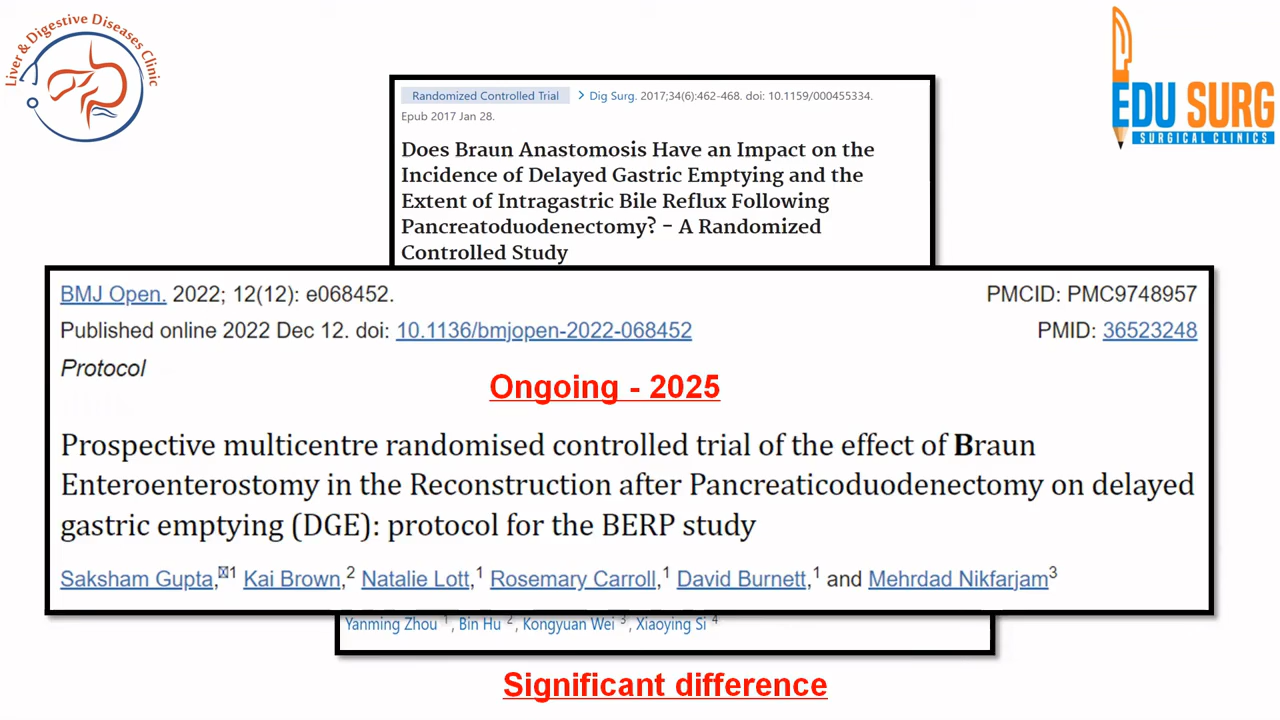 Liver & Digestive Diseases Clinic
EDU SURG
SURGICAL CLINICS
Randomized Controlled Trial > Dig Surg. 2017;34(6):462-468. doi: 10.1159/000455334.
Epub 2017 Jan 28.
Does Braun Anastomosis Have an Impact on the
Incidence of Delayed Gastric Emptying and the
Extent of Intragastric Bile Reflux Following
Pancreatoduodenectomy? - A Randomized
Controlled Study
BMJ Open. 2022; 12(12): e068452. PMCID: PMC9748957
Published online 2022 Dec 12. doi: 10.1136/bmjopen-2022-068452 PMID: 36523248
Protocol
Ongoing - 2025
Prospective multicentre randomised controlled trial of the effect of Braun
Enteroenterostomy in the Reconstruction after Pancreaticoduodenectomy on delayed
gastric emptying (DGE): protocol for the BERP study
Saksham Gupta,1 Kai Brown,2 Natalie Lott,1 Rosemary Carroll,1 David Burnett,1 and Mehrdad Nikfarjam3
Yanming Zhou 1, Bin Hu 2, Kongyuan Wei 3, Xiaoying Si 4
Significant difference